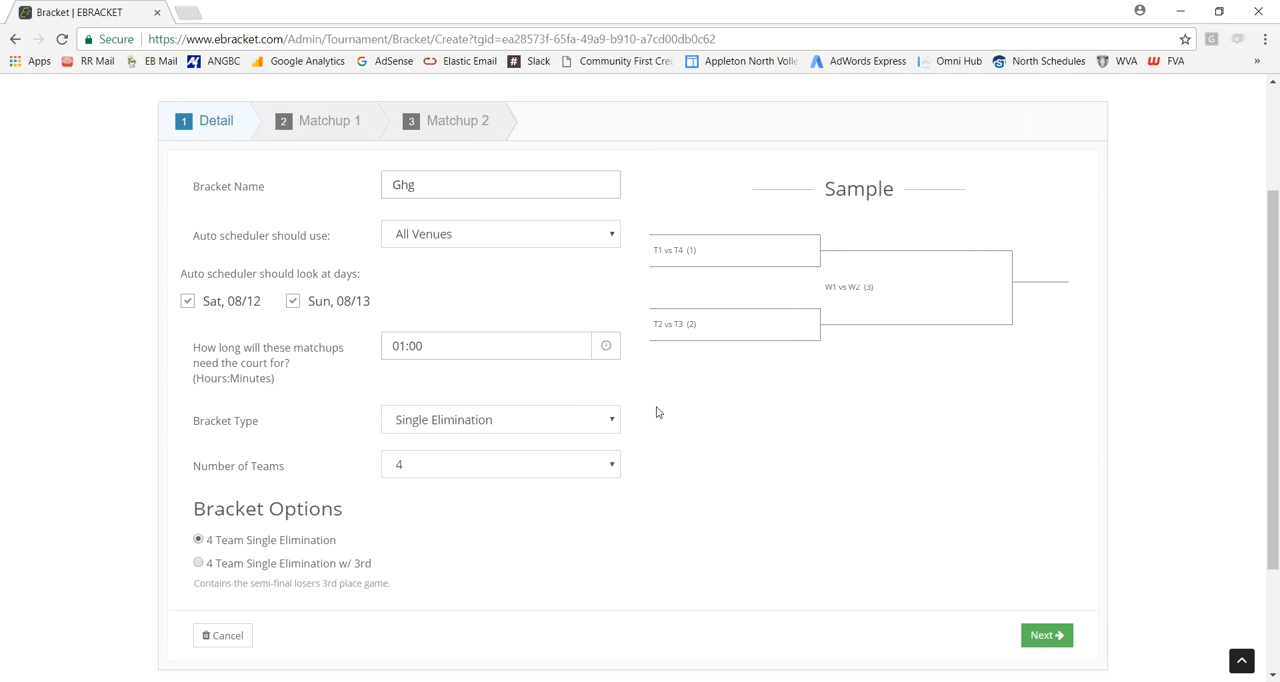 Bracket | EBRACKET
Secure https://www.ebracket.com/Admin/Tournament/Bracket/Create?tgid=ea28573f-65fa-49a9-b910-a7cd00db0c62
Apps RR Mail EB Mail ANGBC Google Analytics AdSense Elastic Email Slack Community First Cre Appleton North Volle AdWords Express Omni Hub North Schedules WVA FVA »
1 Detail 2 Matchup 1 3 Matchup 2
Bracket Name Ghg
Sample
Auto scheduler should use: All Venues
T1 vs T4 (1)
Auto scheduler should look at days:
W1 vs W2 (3)
Sat, 08/12 Sun, 08/13
T2 vs T3 (2)
How long will these matchups
need the court for?
(Hours:Minutes)
01:00
Bracket Type Single Elimination
Number of Teams 4
Bracket Options
4 Team Single Elimination
4 Team Single Elimination w/ 3rd
Contains the semi-final losers 3rd place game.
Cancel Next